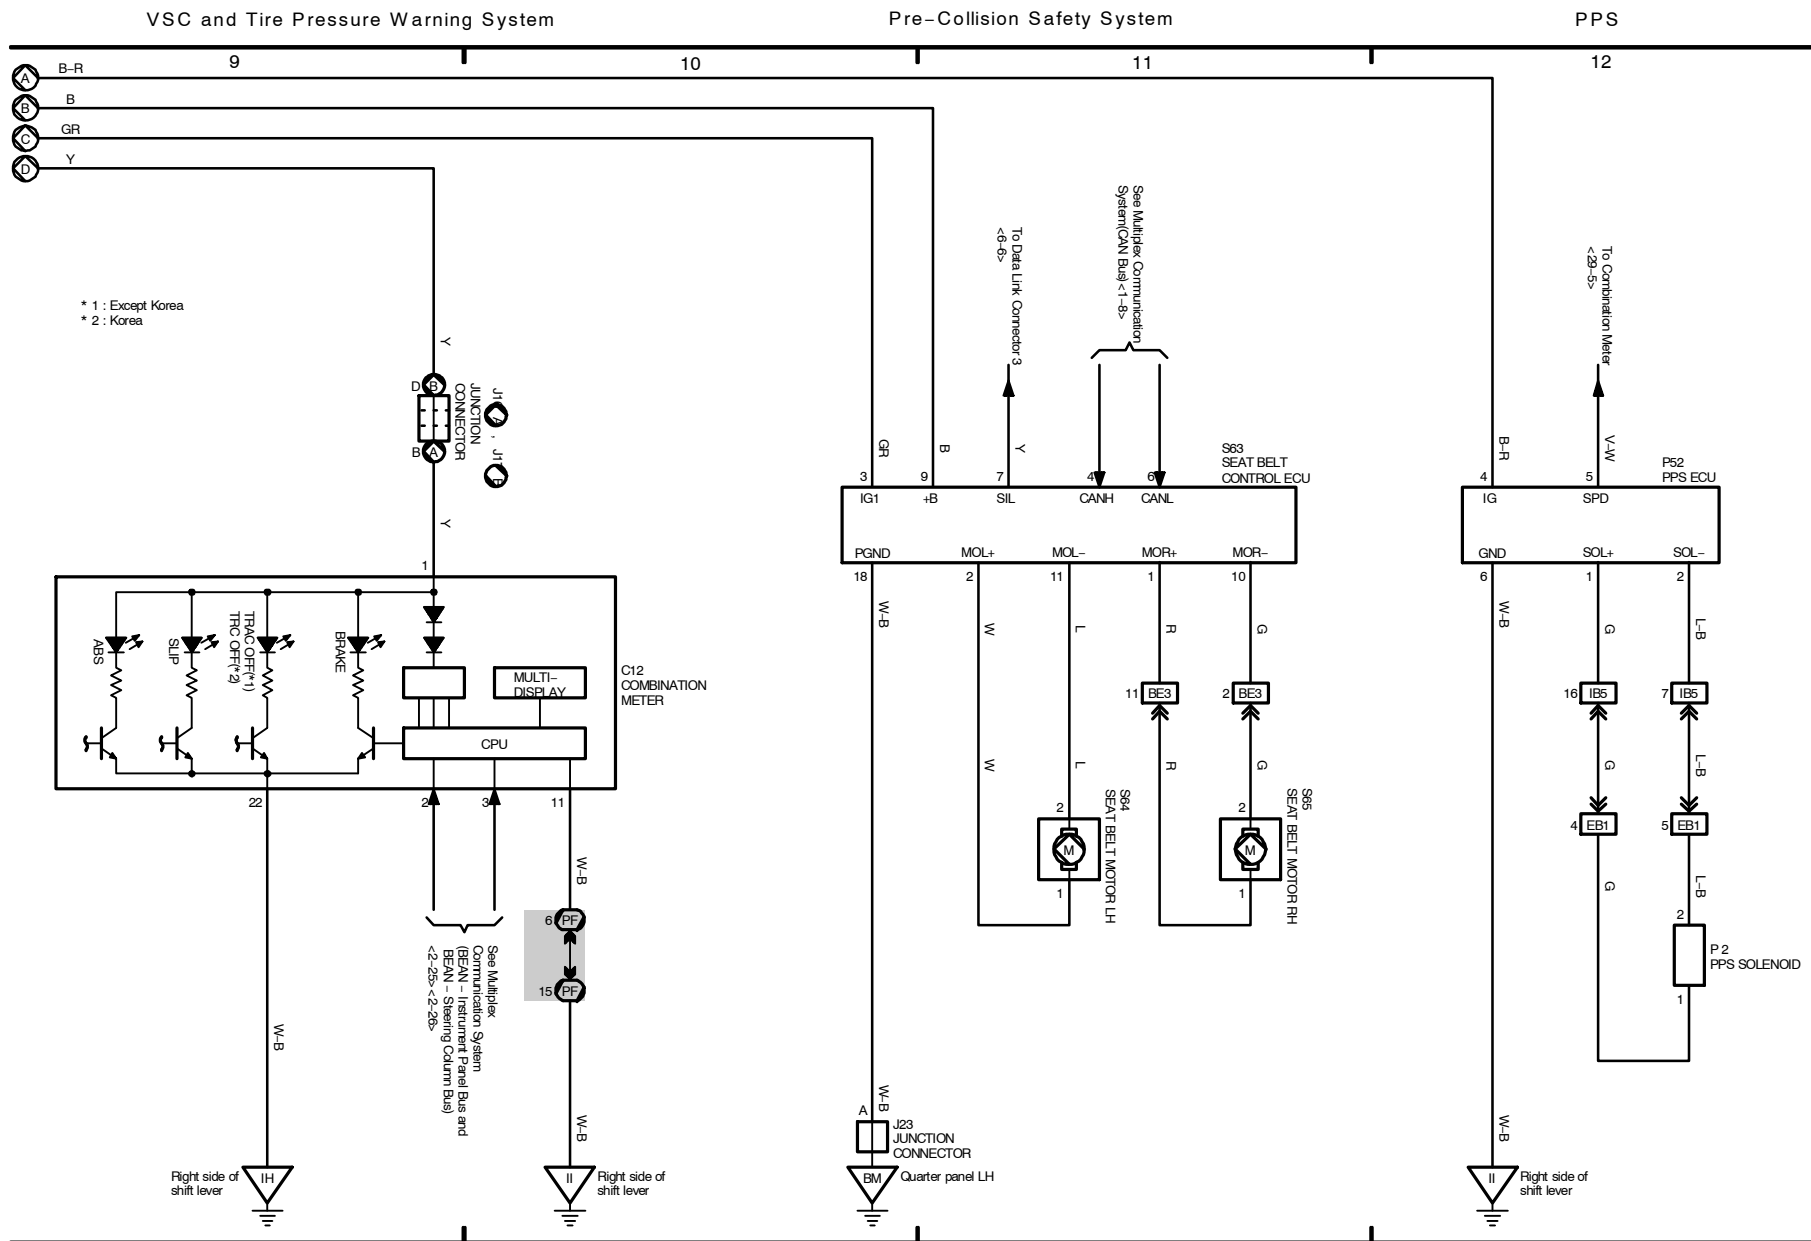 VSC and Tire Pressure Warning System
Pre–Collision Safety System
PPS
9
10
11
12
A
B–R
B
B
C
GR
D
Y
* 1 : Except Korea
* 2 : Korea
Y
D
B
B
A
JUNCTION
CONNECTOR
Y
1
ABS
SLIP
TRAC OFF(*1)
TRC OFF(*2)
BRAKE
MULTI–
DISPLAY
CPU
C12
COMBINATION
METER
22
2
3
11
W–B
6
PF
15
PF
See Multiplex
Communication System
(BEAN – Instrument Panel Bus and
BEAN – Steering Column Bus)
<2–25><2–26>
W–B
W–B
Right side of
shift lever
IH
II
Right side of
shift lever
To Data Link Connector 3
<6–6>
See Multiplex Communication
System(CAN Bus)<1–8>
GR
B
Y
S63
SEAT BELT
CONTROL ECU
3
9
7
4
6
IG1
+B
SIL
CANH
CANL
PGND
MOL+
MOL–
MOR+
MOR–
18
2
11
1
10
W–B
W
L
R
G
11
BE3
2
BE3
W
L
R
G
2
M
1
S64
SEAT BELT MOTOR LH
2
M
1
S65
SEAT BELT MOTOR RH
W–B
A
J23
JUNCTION
CONNECTOR
BM
Quarter panel LH
To Combination Meter
<29–5>
B–R
V–W
P52
PPS ECU
4
5
IG
SPD
GND
SOL+
SOL–
6
1
2
W–B
G
L–B
16
IB5
7
IB5
G
L–B
4
EB1
5
EB1
G
L–B
2
P 2
PPS SOLENOID
1
W–B
II
Right side of
shift lever